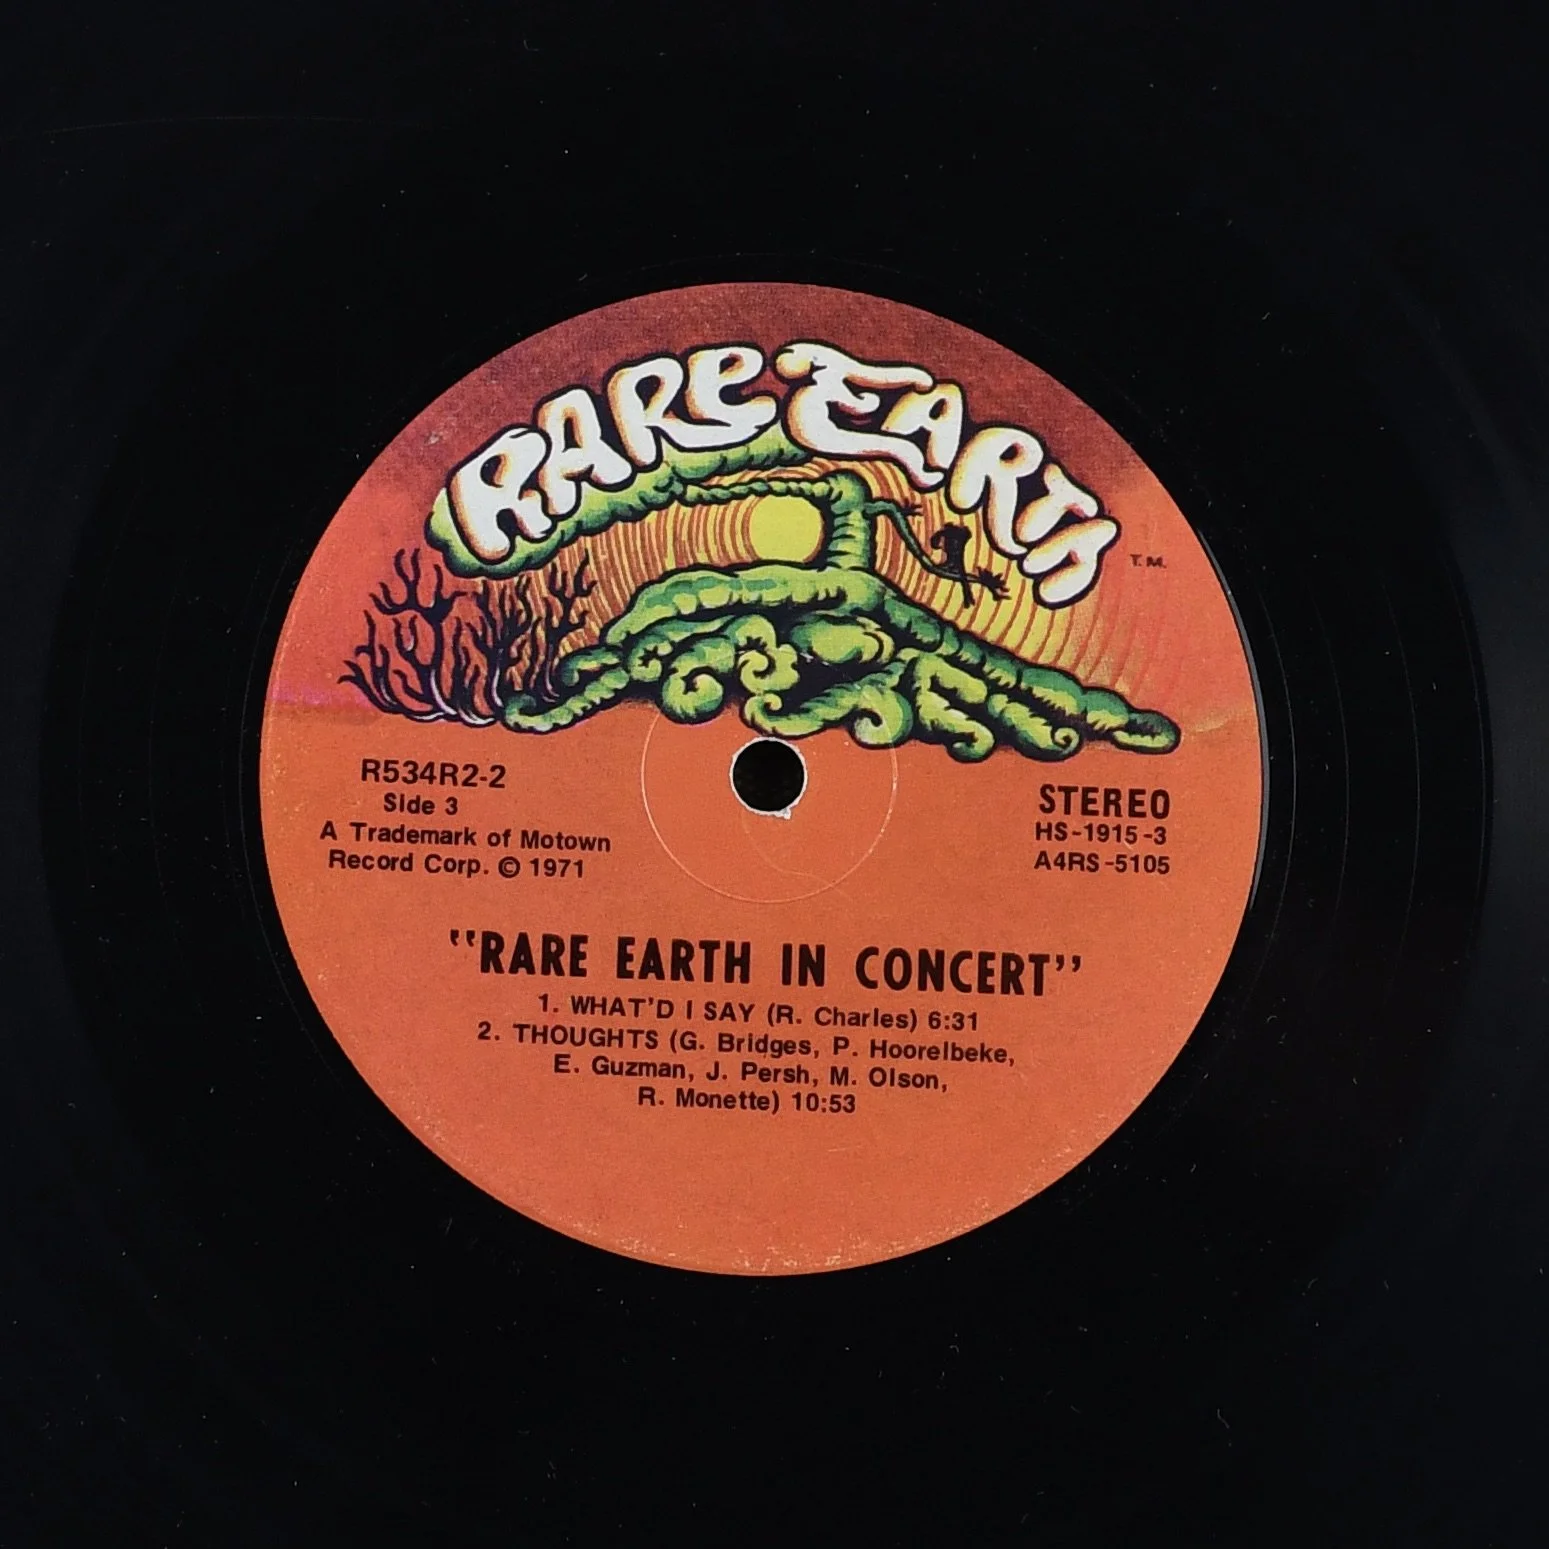 RARE EARTH
T.M.
R534R2-2
Side 3
A Trademark of Motown
Record Corp. © 1971
STEREO
HS-1915-3
A4RS-5105
"RARE EARTH IN CONCERT"
1. WHAT'D I SAY (R. Charles) 6:31
2. THOUGHTS (G. Bridges, P. Hoorelbeke,
E. Guzman, J. Persh, M. Olson,
R. Monette) 10:53